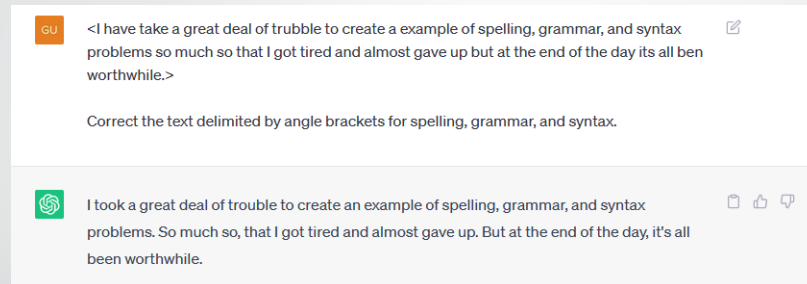 GU
<I have take a great deal of trubble to create a example of spelling, grammar, and syntax
problems so much so that I got tired and almost gave up but at the end of the day its all ben
worthwhile.>
Correct the text delimited by angle brackets for spelling, grammar, and syntax.
I took a great deal of trouble to create an example of spelling, grammar, and syntax
problems. So much so, that I got tired and almost gave up. But at the end of the day, it's all
been worthwhile.